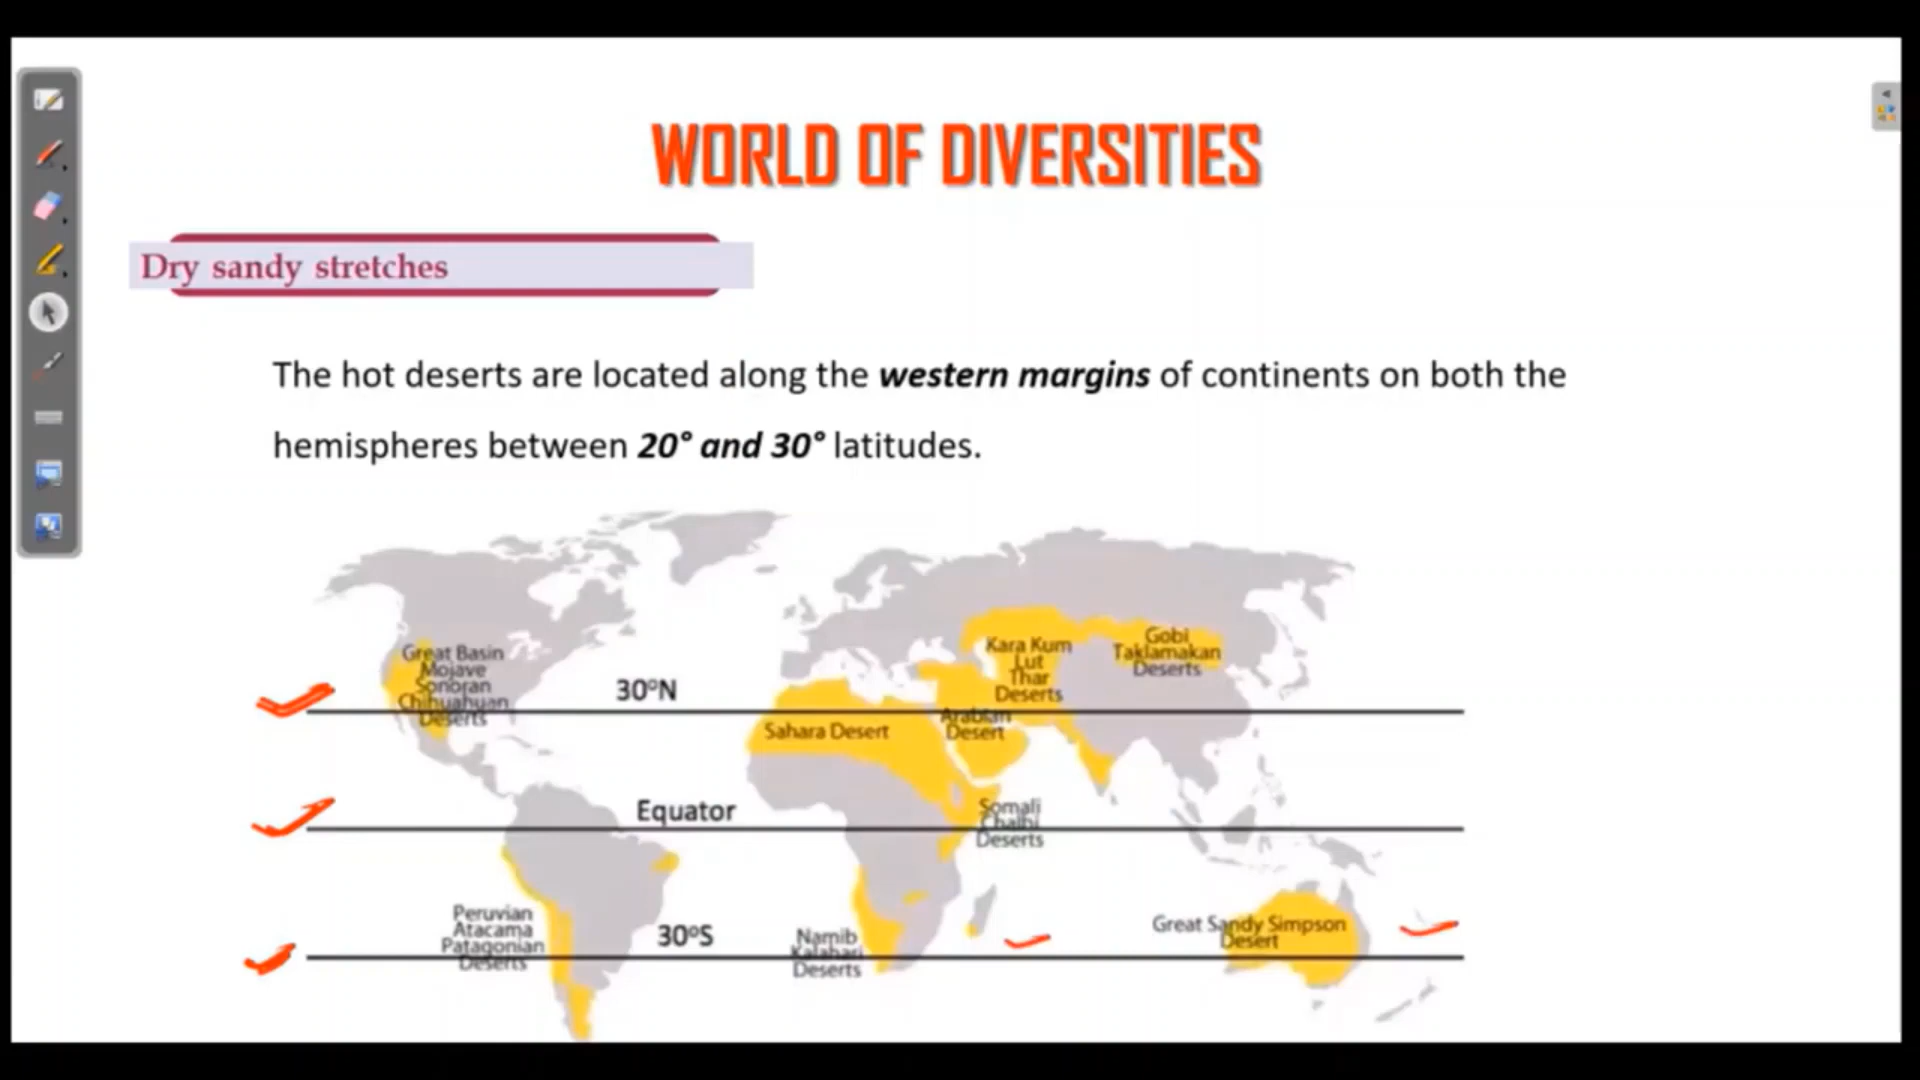 WORLD OF DIVERSITIES
Dry sandy stretches
The hot deserts are located along the western margins of continents on both the
hemispheres between 20° and 30° latitudes.
Great Basin
Mojave
Sonoran
Chihuahuan
Deserts
30°N
Kara Kum
Lut
Thar
Deserts
Gobi
Taklamakan
Deserts
Sahara Desert
Arabian
Desert
Equator
Somali
Chalbi
Deserts
Peruvian
Atacama
Patagonian
Deserts
30°S
Namib
Kalahari
Deserts
Great Sandy Simpson
Desert